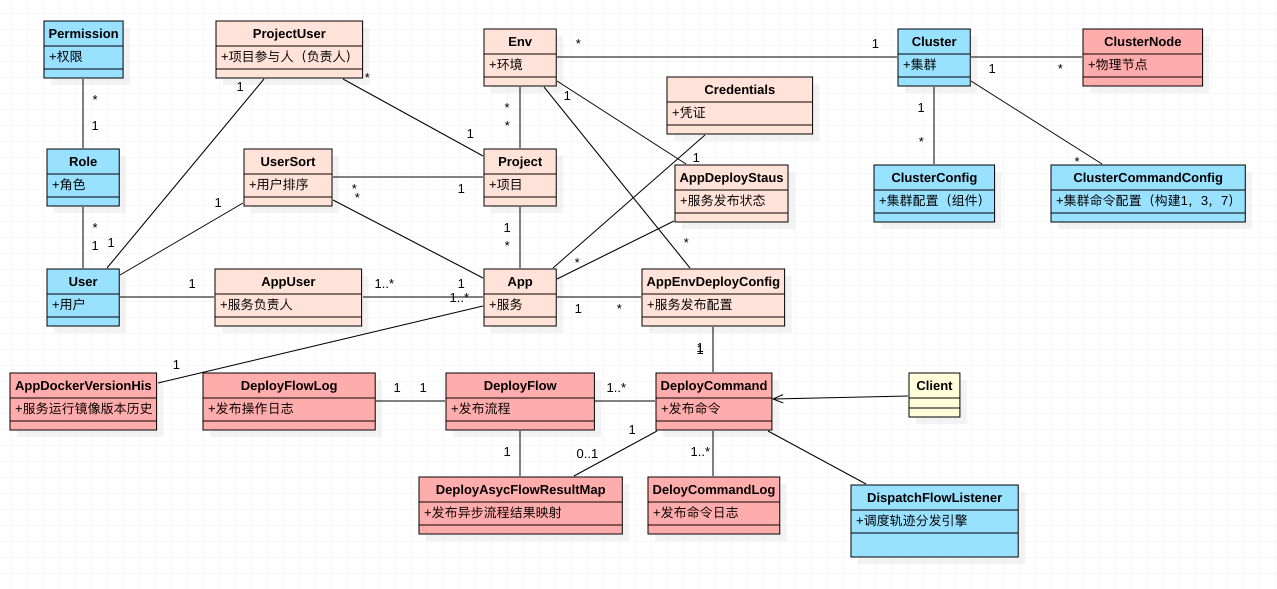 Permission
+权限
ProjectUser
+项目参与人（负责人）
Env
+环境
Cluster
+集群
ClusterNode
+物理节点
*
1
1
*
*
1
Credentials
+凭证
1
*
*
*
1
*
1
*
1
Role
+角色
UserSort
+用户排序
Project
+项目
1
AppDeployStaus
+服务发布状态
ClusterConfig
+集群配置（组件）
*
ClusterCommandConfig
+集群命令配置（构建1，3，7）
*
*
1
1
*
1
1
1
*
*
*
User
+用户
AppUser
+服务负责人
1
1..*
1
1..*
App
+服务
1
*
AppEnvDeployConfig
+服务发布配置
1
1
1
AppDockerVersionHis
+服务运行镜像版本历史
DeployFlowLog
+发布操作日志
1
1
DeployFlow
+发布流程
1..*
DeployCommand
+发布命令
Client
1
0..1
1
1..*
DeployAsycFlowResultMap
+发布异步流程结果映射
DeloyCommandLog
+发布命令日志
DispatchFlowListener
+调度轨迹分发引擎